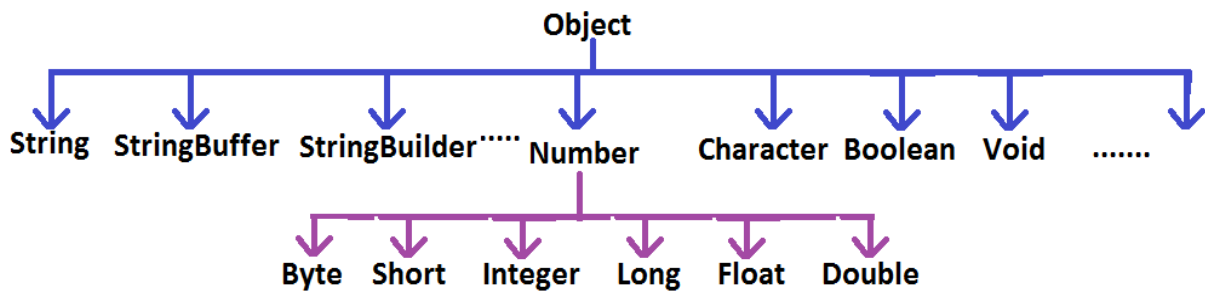 Object
String StringBuffer StringBuilder ..... Number Character Boolean Void .......
Byte Short Integer Long Float Double